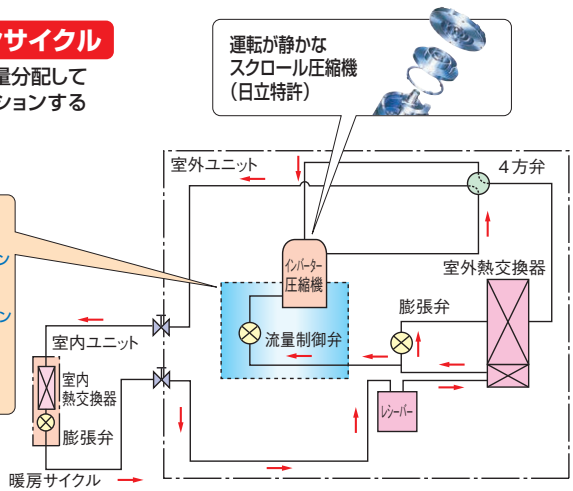 サイクル
量分配して
ションする
運転が静かな
スクロール圧縮機
（日立特許）
ン
ン
室外ユニット
4方弁
インバーター
圧縮機
室外熱交換器
膨張弁
流量制御弁
室内ユニット
室内
熱交換器
膨張弁
レシーバー
暖房サイクル